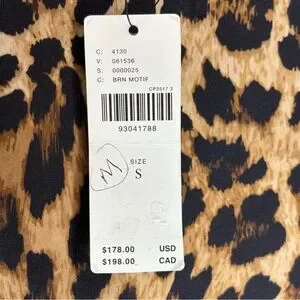 C: 4130
V: 061536
S: 0000025
C: BRN MOTIF
CP3517 3
93041788
SIZE
S
$178.00 USD
$198.00 CAD